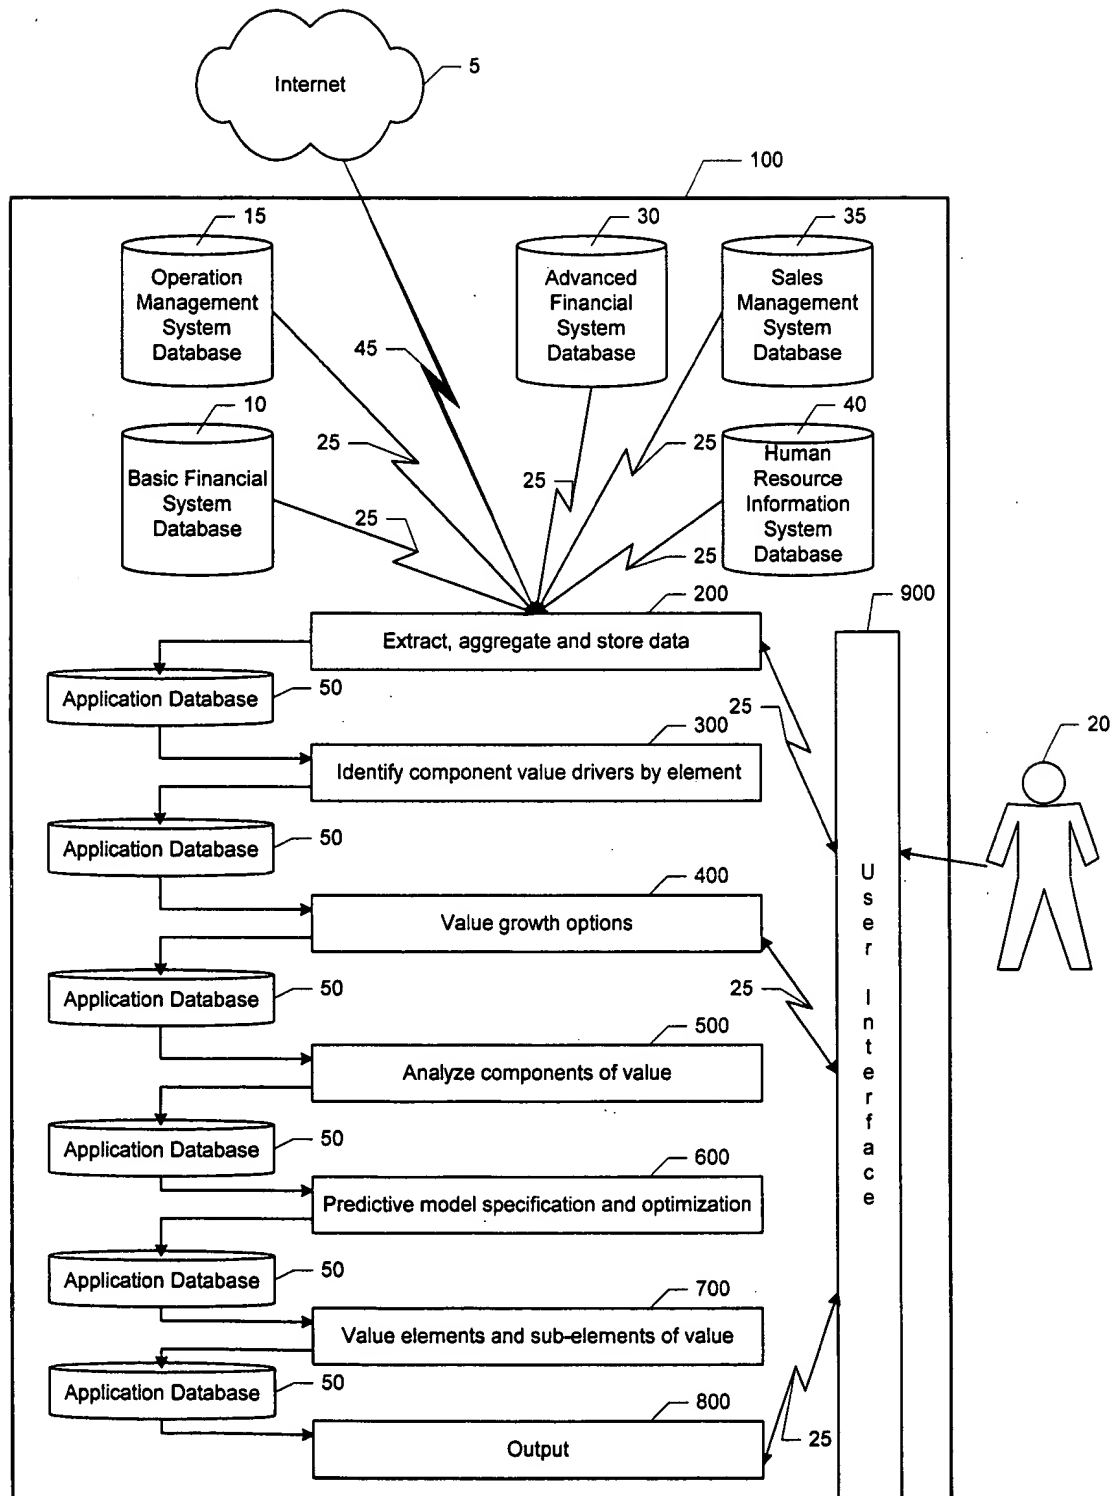 Internet
5
100
15
30
35
Operation
Management
System
Database
Advanced
Financial
System
Database
Sales
Management
System
Database
45
10
40
25
25
25
Basic Financial
System
Database
Human
Resource
Information
System
Database
25
25
200
900
Extract, aggregate and store data
Application Database
50
25
300
20
Identify component value drivers by element
Application Database
50
400
User Interface
Value growth options
Application Database
50
25
500
Analyze components of value
Application Database
50
600
Predictive model specification and optimization
Application Database
50
700
Value elements and sub-elements of value
Application Database
50
800
Output
25